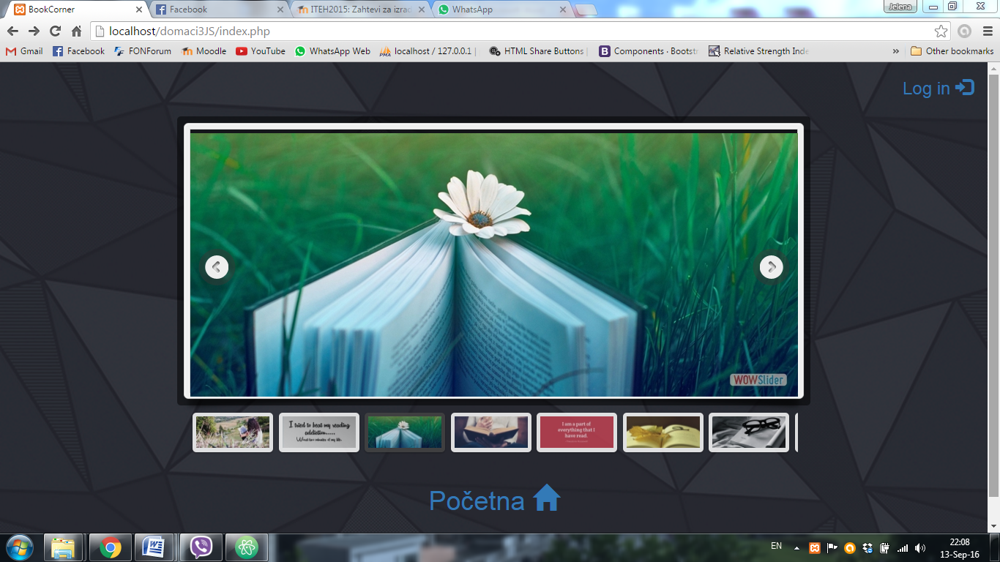 BookCorner
Facebook
ITEH2015: Zahtevi za izrad
WhatsApp
Jelena
localhost/domaci3JS/index.php
Gmail
Facebook
FONForum
Moodle
YouTube
WhatsApp Web
PMA
localhost / 127.0.0.1 |
HTML Share Buttons
B
Components · Bootstr
Relative Strength Inde
»
Other bookmarks
Log in
WOWSlider
I tried to beat my reading
addiction.....
Worst two minutes of my life.
I am a part of
everything that I
have read.
Početna
W
EN
22:08
13-Sep-16